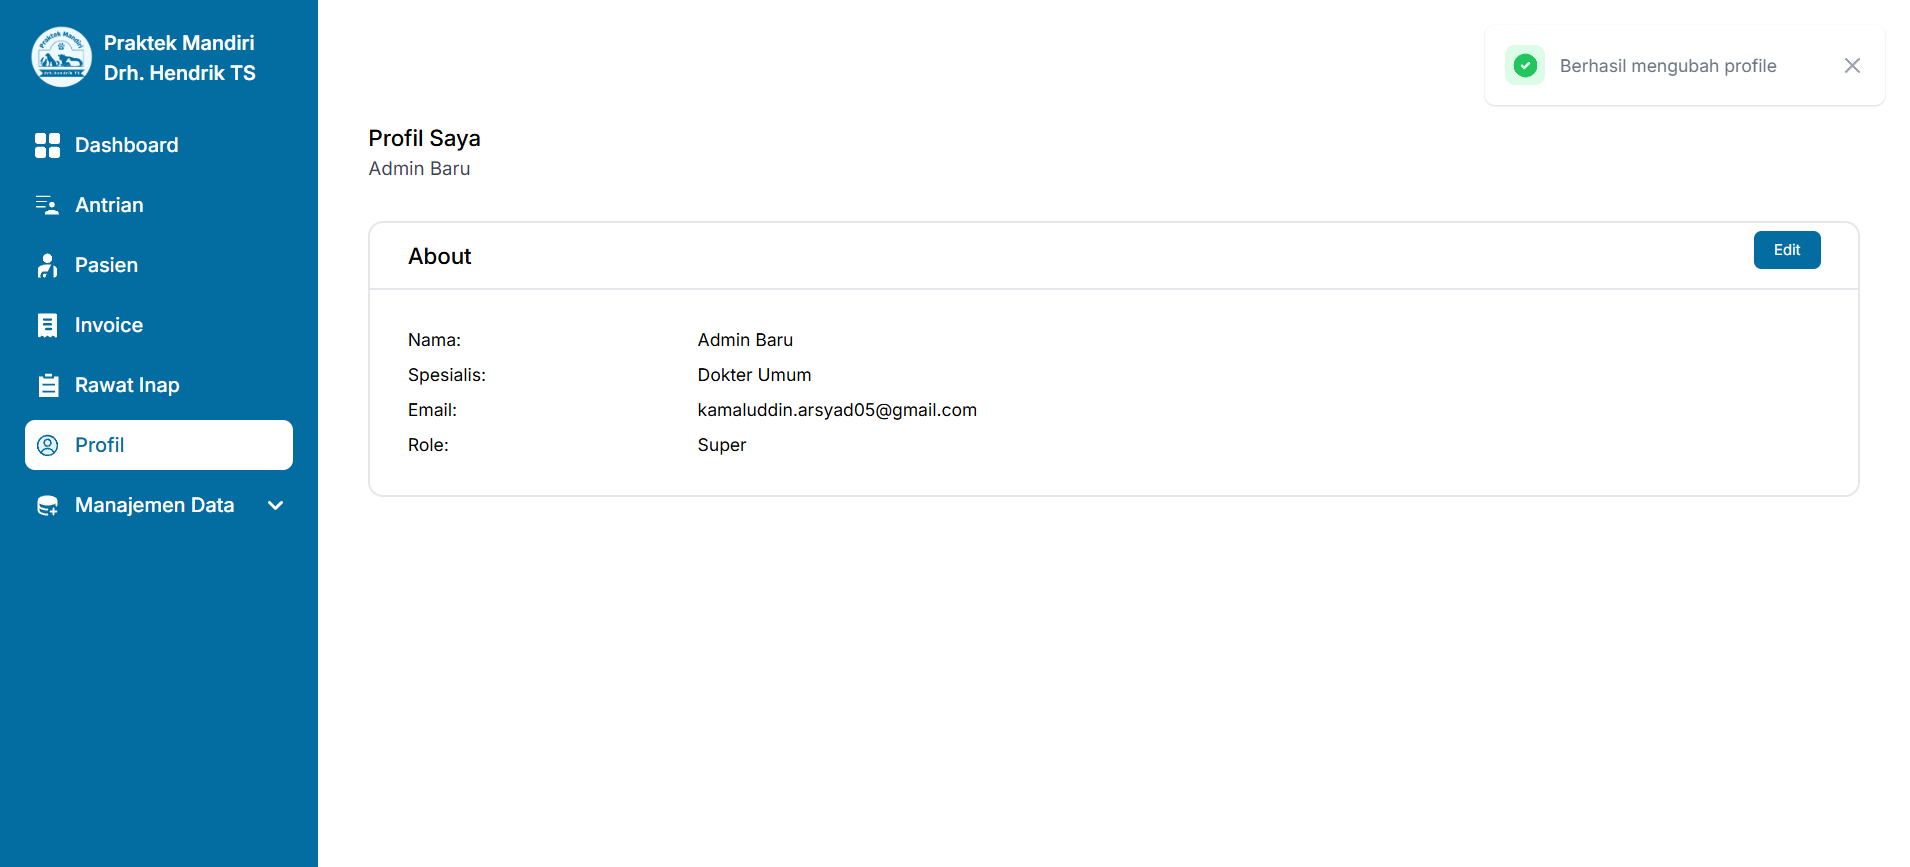 Praktek Mandiri
Drh. Hendrik TS
Dashboard
Antrian
Pasien
Invoice
Rawat Inap
Profil
Manajemen Data
Berhasil mengubah profile
Profil Saya
Admin Baru
About
Edit
Nama: Admin Baru
Spesialis: Dokter Umum
Email: kamaluddin.arsyad05@gmail.com
Role: Super